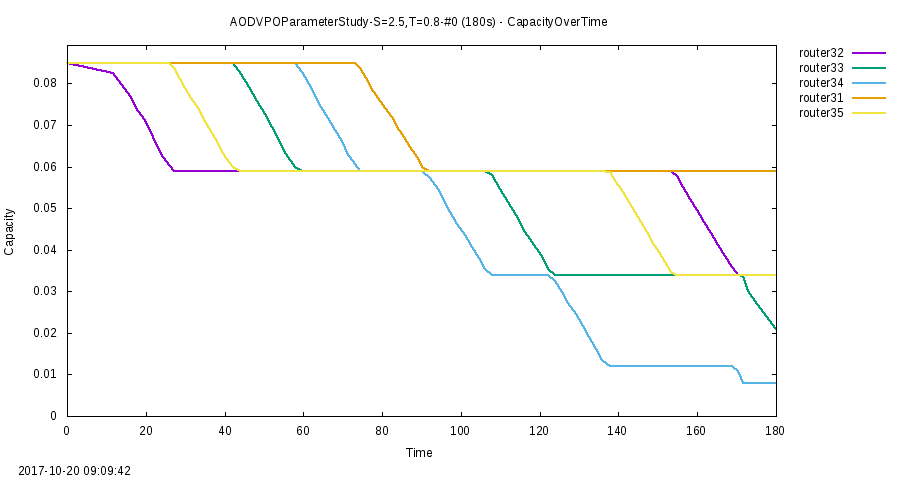 AODVPOParameterStudy-S=2.5,T=0.8-#0 (180s) - CapacityOverTime
router32
router33
router34
router31
router35
0.08
0.07
0.06
0.05
0.04
0.03
0.02
0.01
0
Capacity
0 20 40 60 80 100 120 140 160 180
Time
2017-10-20 09:09:42